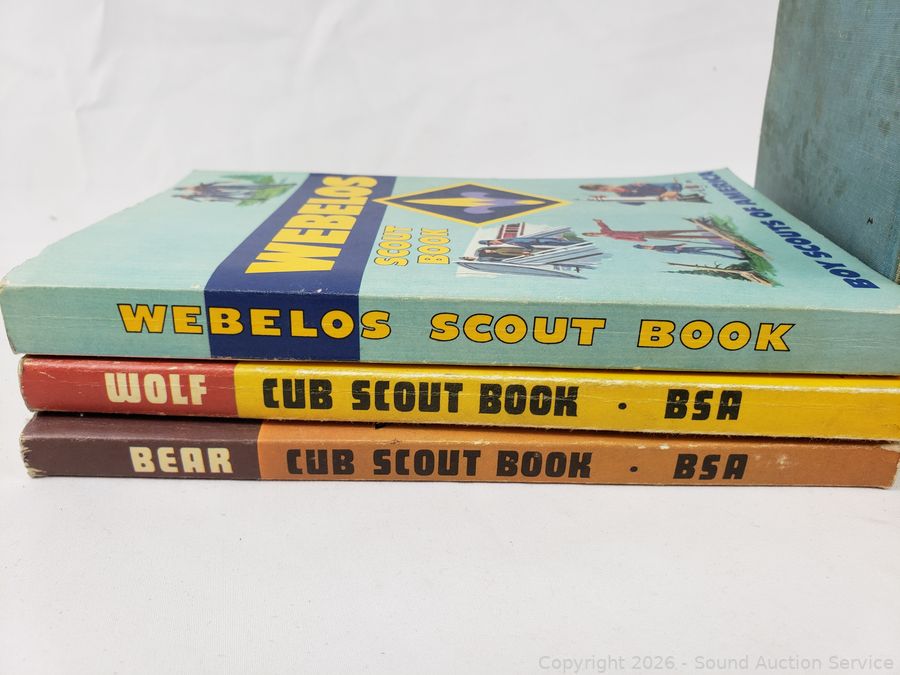 WEBELOS
SCOUT
BOOK
BOY SCOUTS OF AMERICA
WEBELOS SCOUT BOOK
WOLF CUB SCOUT BOOK · BSA
BEAR CUB SCOUT BOOK · BSA
Copyright 2026 - Sound Auction Service